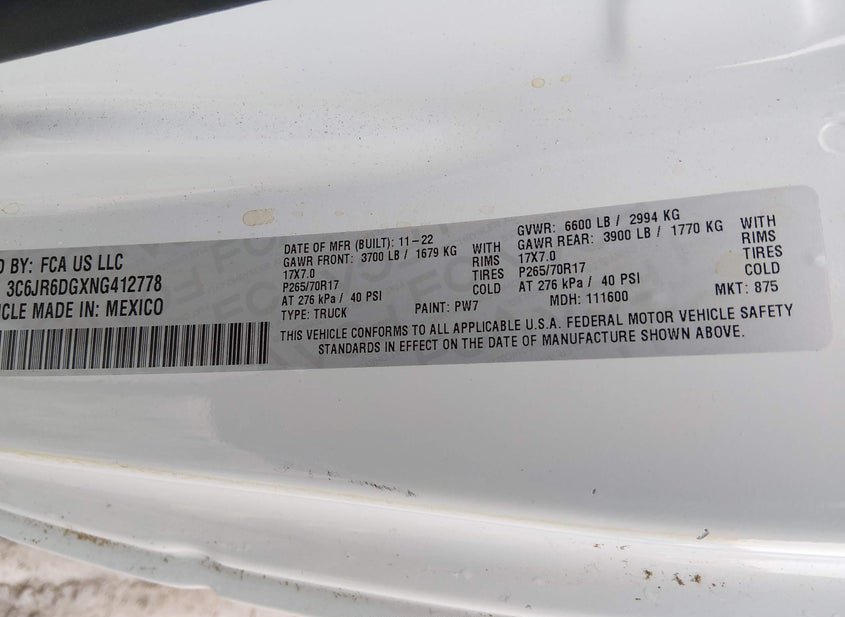 D BY: FCA US LLC
3C6JR6DGXNG412778
ICLE MADE IN: MEXICO
DATE OF MFR (BUILT): 11-22
GAWR FRONT: 3700 LB / 1679 KG WITH
17X7.0 RIMS
P265/70R17 TIRES
AT 276 kPa / 40 PSI COLD
TYPE: TRUCK PAINT: PW7
GVWR: 6600 LB / 2994 KG
GAWR REAR: 3900 LB / 1770 KG WITH
17X7.0 RIMS
P265/70R17 TIRES
AT 276 kPa / 40 PSI COLD
MDH: 111600 MKT: 875
THIS VEHICLE CONFORMS TO ALL APPLICABLE U.S.A. FEDERAL MOTOR VEHICLE SAFETY
STANDARDS IN EFFECT ON THE DATE OF MANUFACTURE SHOWN ABOVE.